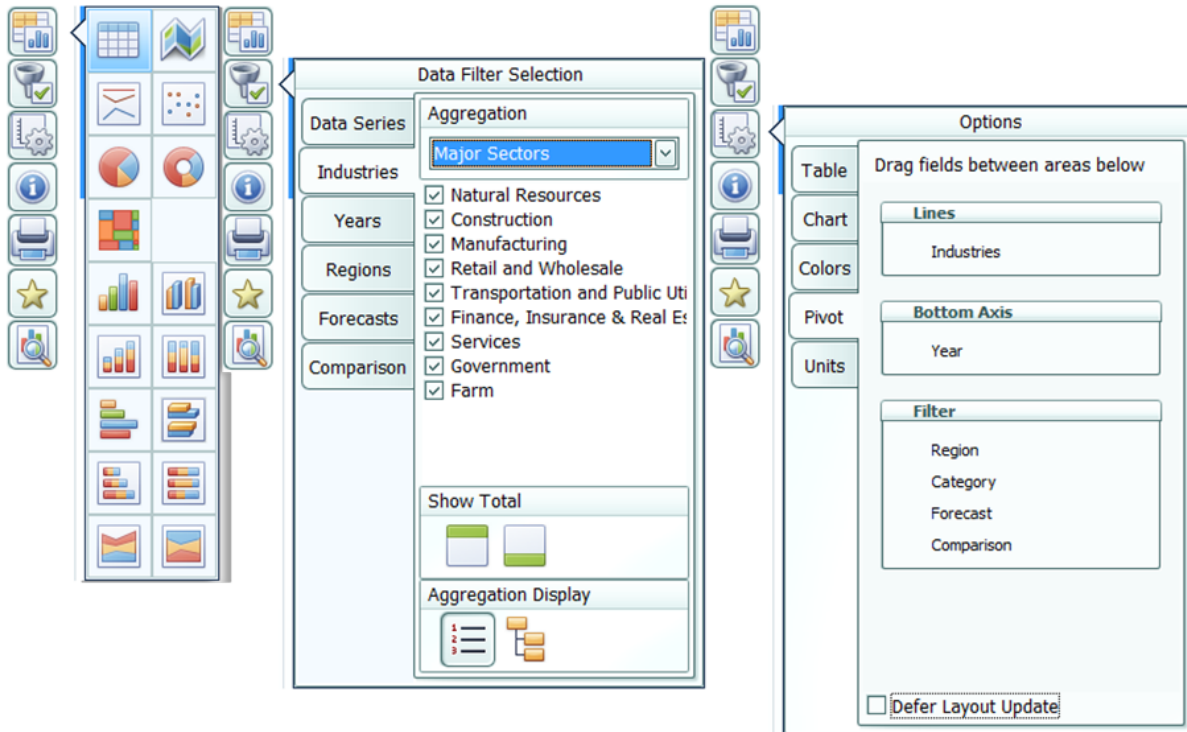 Data Filter Selection
Data Series
Industries
Years
Regions
Forecasts
Comparison
Aggregation
Major Sectors
Natural Resources
Construction
Manufacturing
Retail and Wholesale
Transportation and Public Uti
Finance, Insurance & Real Es
Services
Government
Farm
Show Total
Aggregation Display
1
2
3
Options
Table
Chart
Colors
Pivot
Units
Drag fields between areas below
Lines
Industries
Bottom Axis
Year
Filter
Region
Category
Forecast
Comparison
Defer Layout Update